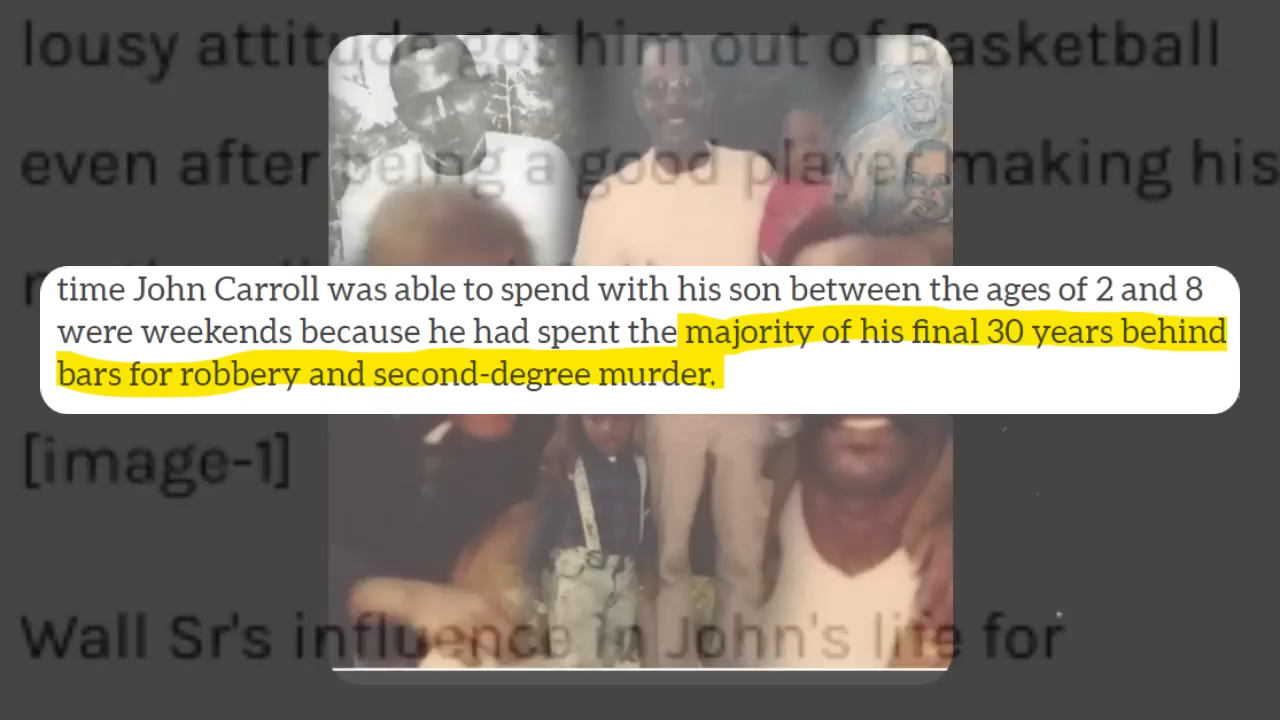 lousy attitude got him out of Basketball
even after being a good player making his
time John Carroll was able to spend with his son between the ages of 2 and 8
were weekends because he had spent the majority of his final 30 years behind
bars for robbery and second-degree murder.
[image-1]
Wall Sr's influence in John's life for